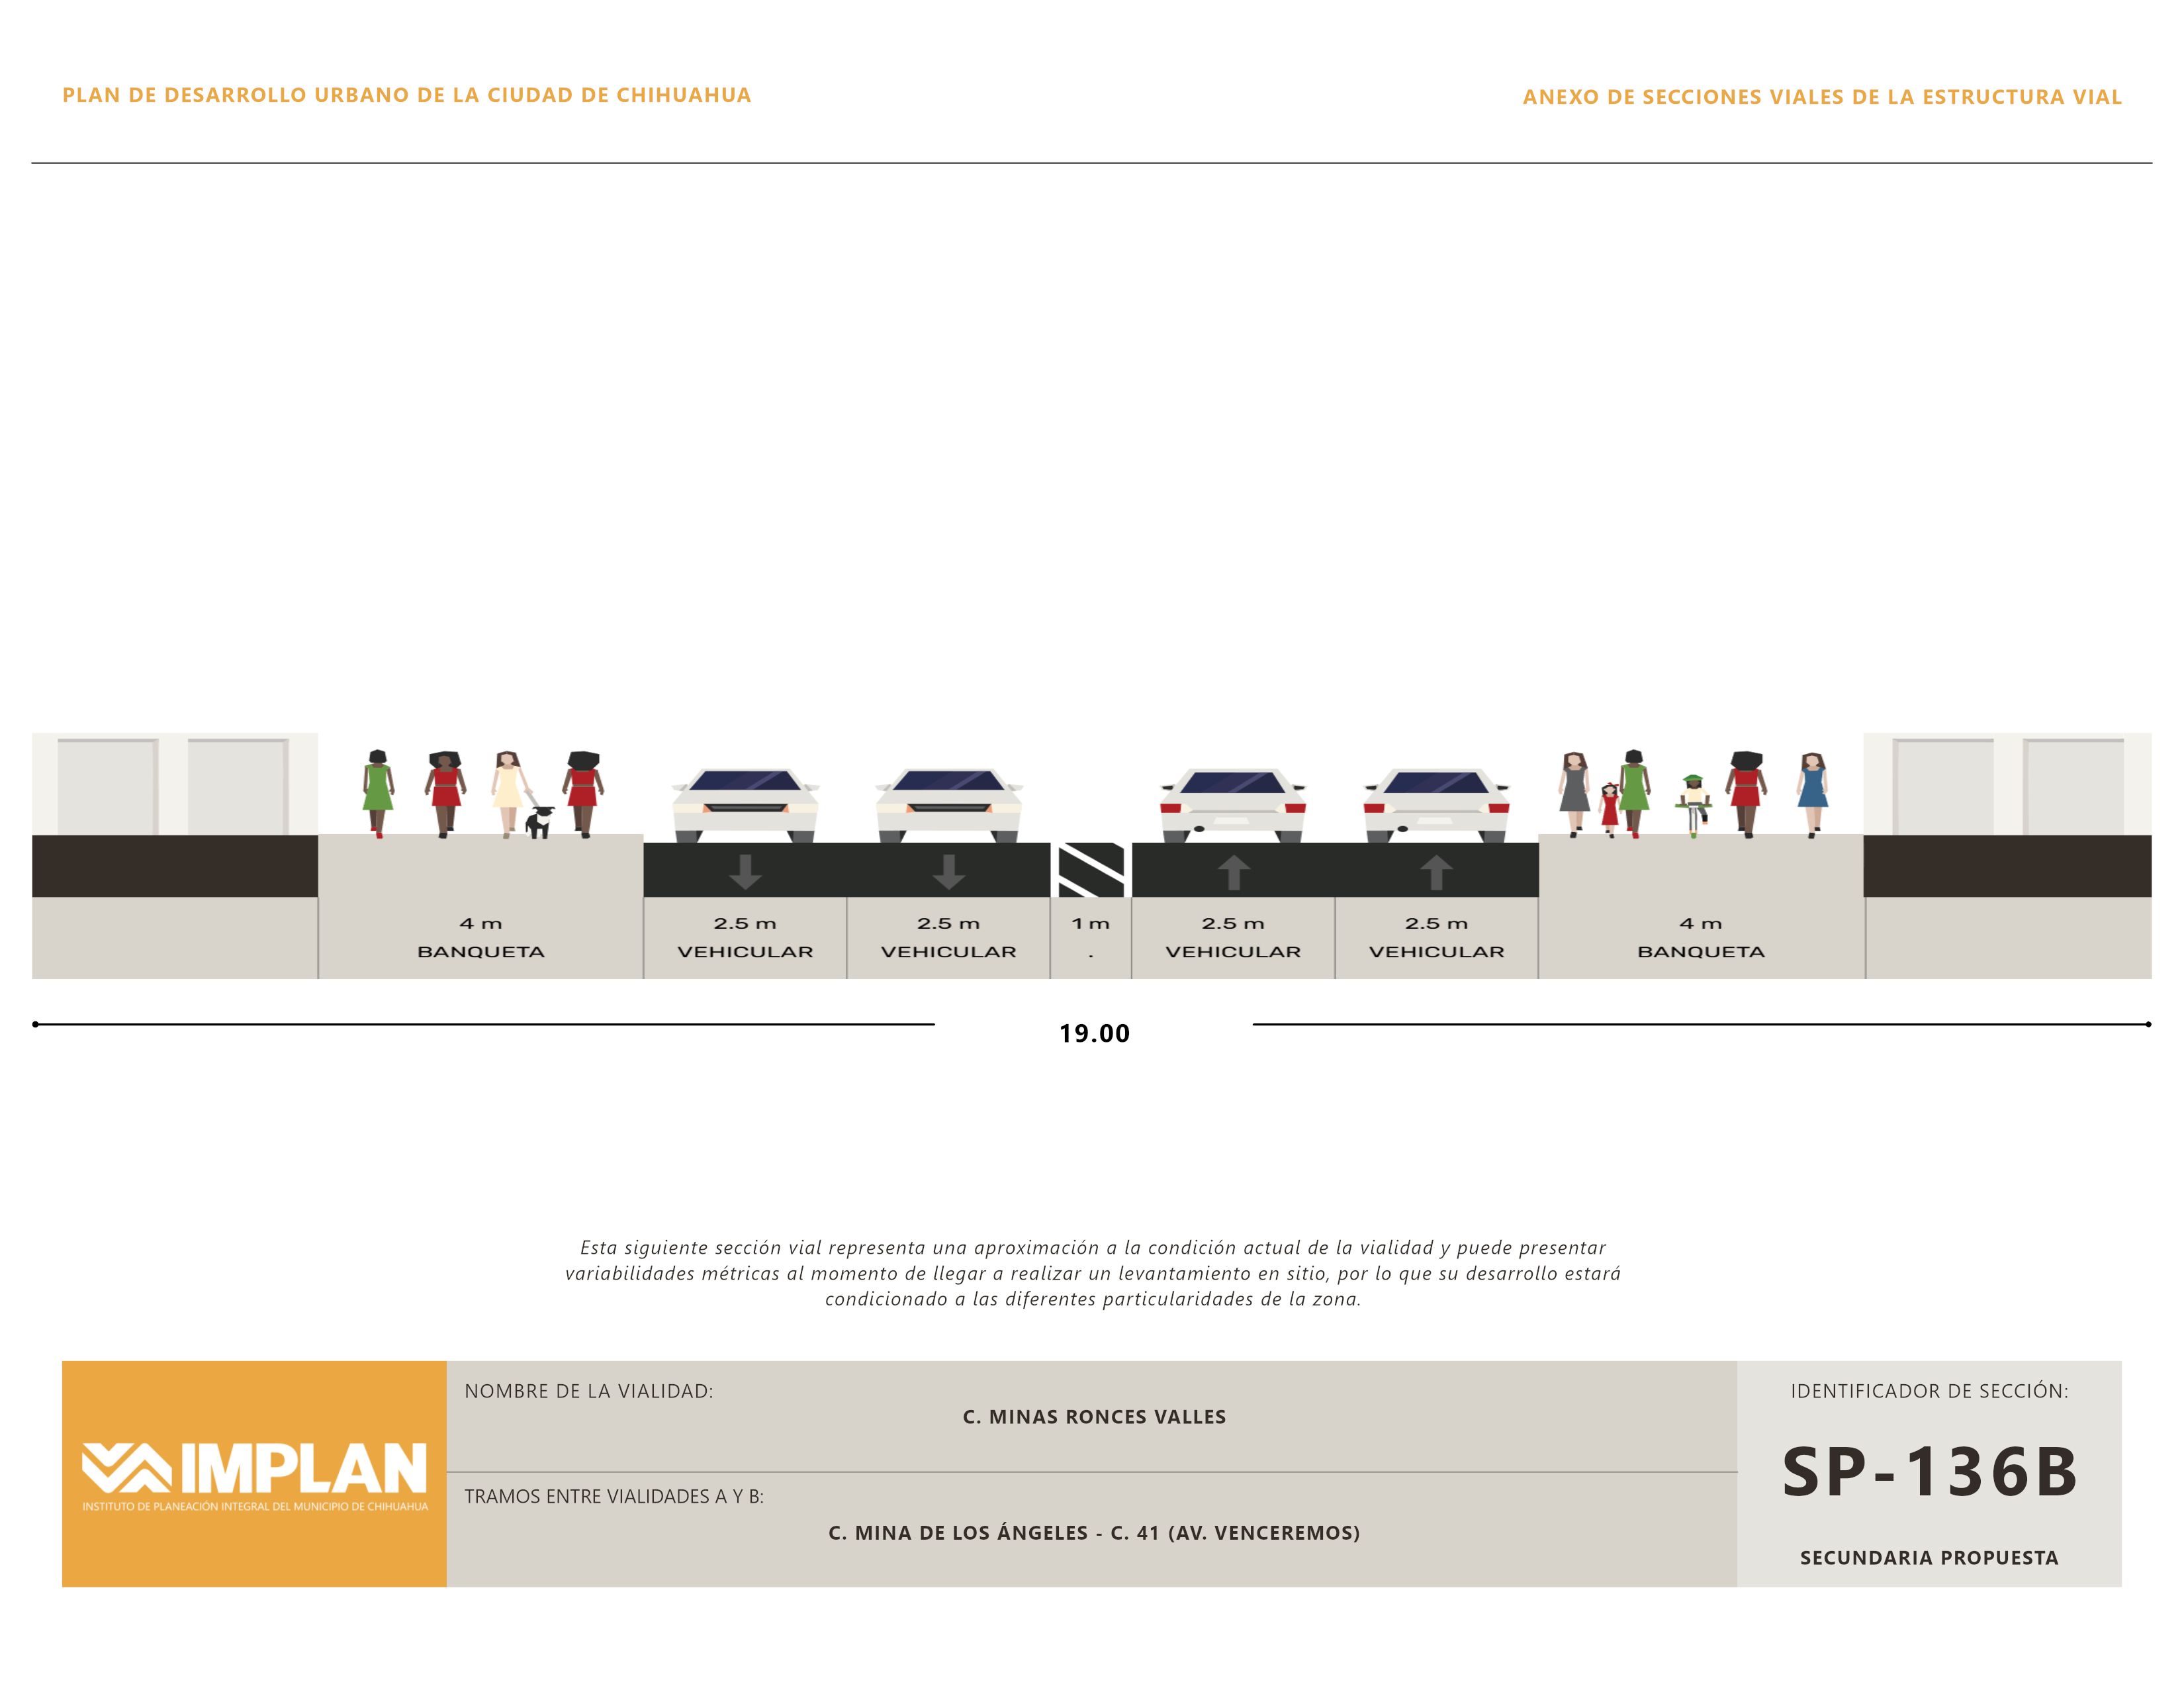 PLAN DE DESARROLLO URBANO DE LA CIUDAD DE CHIHUAHUA
ANEXO DE SECCIONES VIALES DE LA ESTRUCTURA VIAL
4 m
BANQUETA
2.5 m
VEHICULAR
2.5 m
VEHICULAR
1 m
.
2.5 m
VEHICULAR
2.5 m
VEHICULAR
4 m
BANQUETA
19.00
Esta siguiente sección vial representa una aproximación a la condición actual de la vialidad y puede presentar
variabilidades métricas al momento de llegar a realizar un levantamiento en sitio, por lo que su desarrollo estará
condicionado a las diferentes particularidades de la zona.
IMPLAN
INSTITUTO DE PLANEACIÓN INTEGRAL DEL MUNICIPIO DE CHIHUAHUA
NOMBRE DE LA VIALIDAD:
C. MINAS RONCES VALLES
TRAMOS ENTRE VIALIDADES A Y B:
C. MINA DE LOS ÁNGELES - C. 41 (AV. VENCEREMOS)
IDENTIFICADOR DE SECCIÓN:
SP-136B
SECUNDARIA PROPUESTA